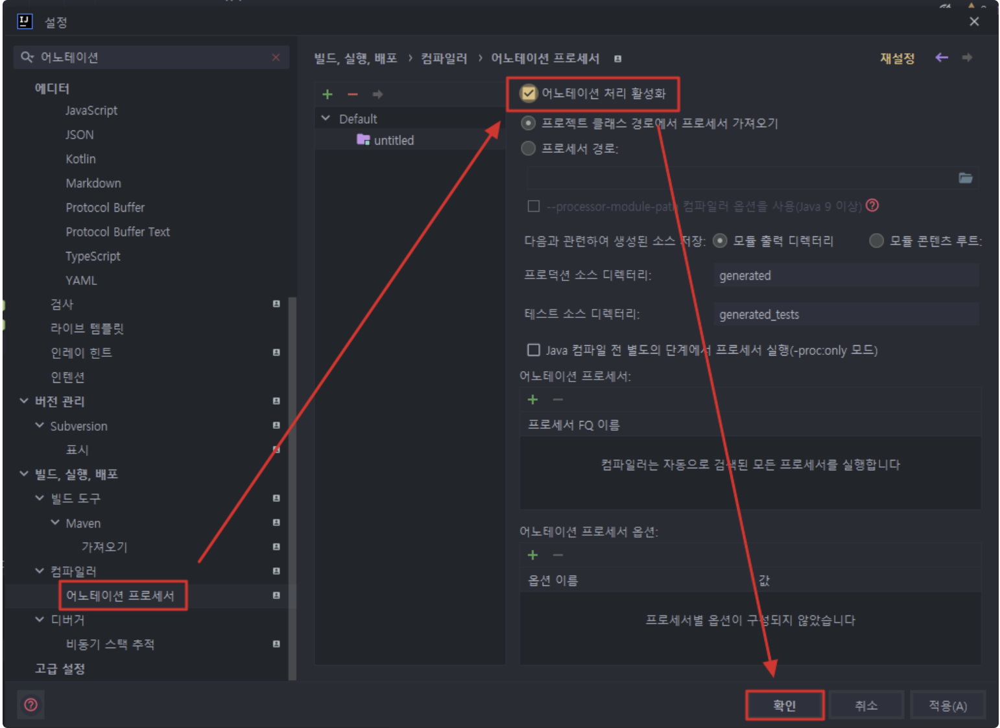 설정
어노테이션
에디터
JavaScript
JSON
Kotlin
Markdown
Protocol Buffer
Protocol Buffer Text
TypeScript
YAML
검사
라이브 템플릿
인레이 힌트
인텐션
버전 관리
Subversion
표시
빌드, 실행, 배포
빌드 도구
Maven
가져오기
컴파일러
어노테이션 프로세서
디버거
비동기 스택 추적
고급 설정
빌드, 실행, 배포 › 컴파일러 › 어노테이션 프로세서
재설정
Default
untitled
어노테이션 처리 활성화
프로젝트 클래스 경로에서 프로세서 가져오기
프로세서 경로:
--processor-module-path 컴파일러 옵션을 사용(Java 9 이상)
다음과 관련하여 생성된 소스 저장: 모듈 출력 디렉터리 모듈 콘텐츠 루트:
프로덕션 소스 디렉터리: generated
테스트 소스 디렉터리: generated_tests
Java 컴파일 전 별도의 단계에서 프로세서 실행(-proc:only 모드)
어노테이션 프로세서:
프로세서 FQ 이름
컴파일러는 자동으로 검색된 모든 프로세서를 실행합니다
어노테이션 프로세서 옵션:
옵션 이름 값
프로세서별 옵션이 구성되지 않았습니다
확인 취소 적용(A)